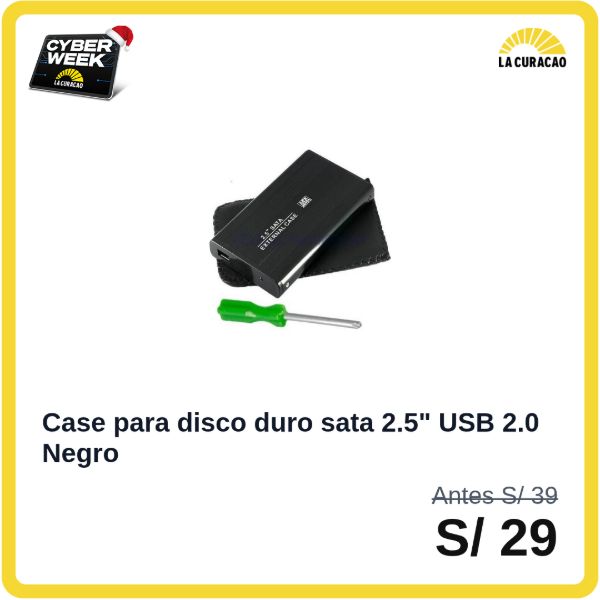 CYBER
WEEK
LA CURACAO
LA CURACAO
2.5" SATA
EXTERNAL CASE
Case para disco duro sata 2.5" USB 2.0
Negro
Antes S/ 39
S/ 29